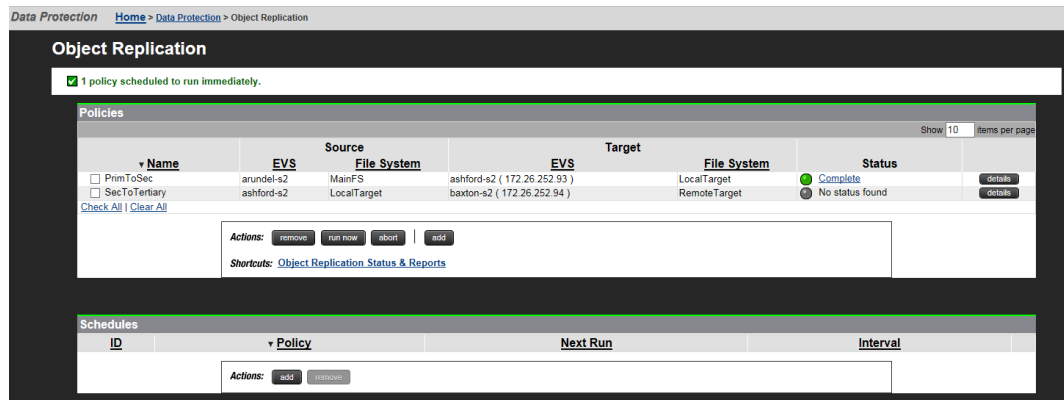 Data Protection Home > Data Protection > Object Replication
Object Replication
1 policy scheduled to run immediately.
Policies
Show 10 items per page
Source Target
Name EVS File System EVS File System Status
PrimToSec arundel-s2 MainFS ashford-s2 ( 172.26.252.93 ) LocalTarget Complete details
SecToTertiary ashford-s2 LocalTarget baxton-s2 ( 172.26.252.94 ) RemoteTarget No status found details
Check All | Clear All
Actions: remove run now abort | add
Shortcuts: Object Replication Status & Reports
Schedules
ID Policy Next Run Interval
Actions: add remove